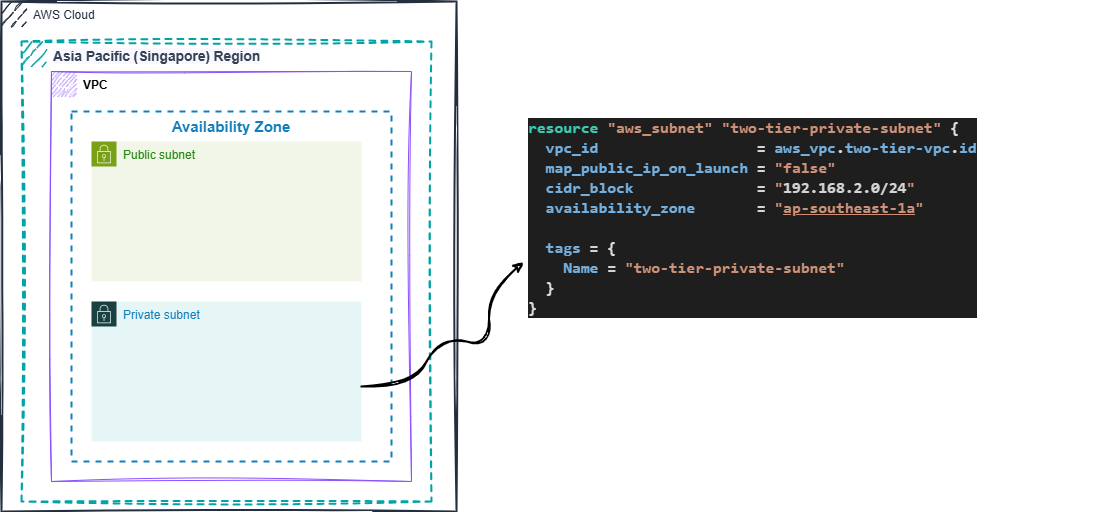 AWS Cloud
Asia Pacific (Singapore) Region
VPC
Availability Zone
Public subnet
Private subnet
resource "aws_subnet" "two-tier-private-subnet" {
  vpc_id                  = aws_vpc.two-tier-vpc.id
  map_public_ip_on_launch = "false"
  cidr_block              = "192.168.2.0/24"
  availability_zone       = "ap-southeast-1a"

  tags = {
    Name = "two-tier-private-subnet"
  }
}